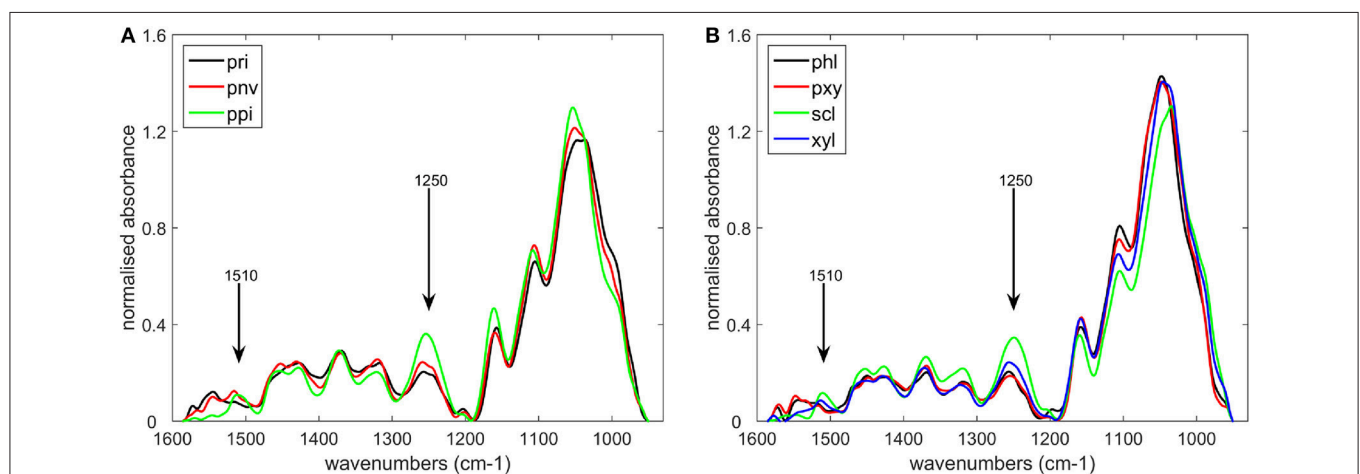 A
1.6
1.2
0.8
0.4
0
normalised absorbance
pri
pnv
ppi
1510
1250
1600 1500 1400 1300 1200 1100 1000
wavenumbers (cm-1)
B
1.6
1.2
0.8
0.4
0
normalised absorbance
phl
pxy
scl
xyl
1510
1250
1600 1500 1400 1300 1200 1100 1000
wavenumbers (cm-1)